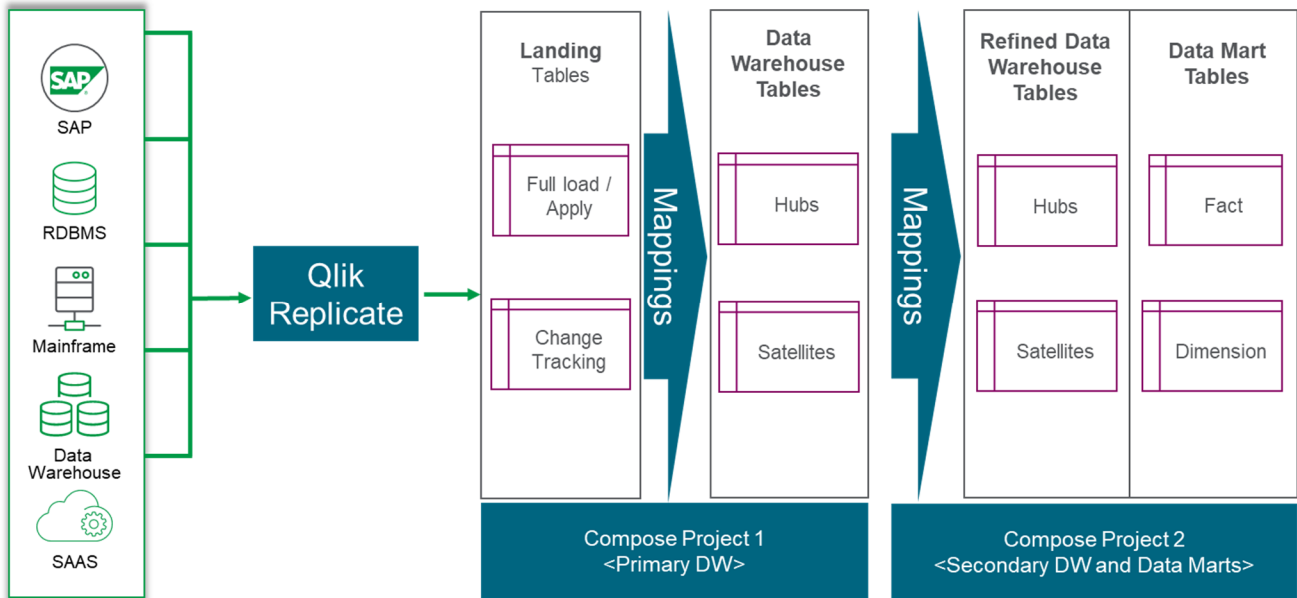 SAP
SAP
RDBMS
Mainframe
Data
Warehouse
SAAS
Qlik
Replicate
Landing
Tables
Full load /
Apply
Change
Tracking
Mappings
Data
Warehouse
Tables
Hubs
Satellites
Compose Project 1
<Primary DW>
Mappings
Refined Data
Warehouse
Tables
Hubs
Satellites
Data Mart
Tables
Fact
Dimension
Compose Project 2
<Secondary DW and Data Marts>